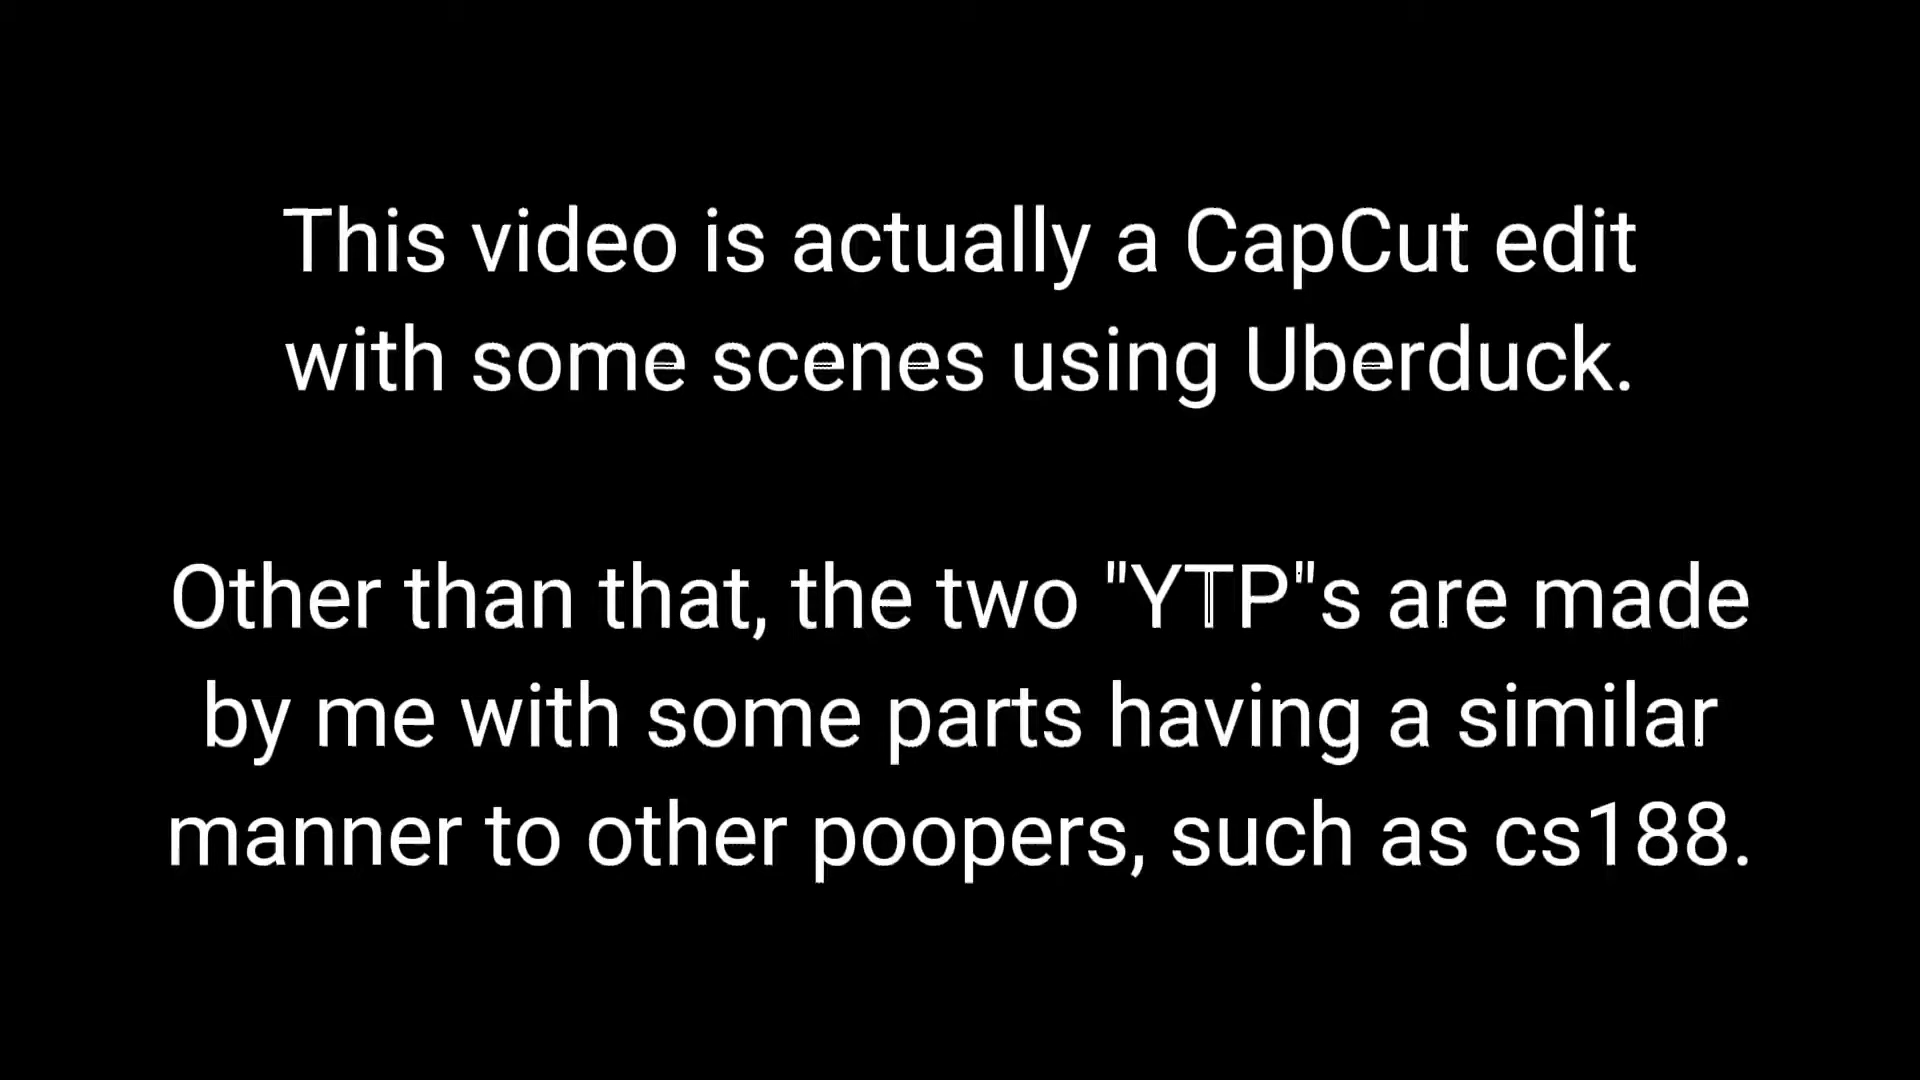 This video is actually a CapCut edit
with some scenes using Uberduck.
Other than that, the two "YTP"s are made
by me with some parts having a similar
manner to other poopers, such as cs188.